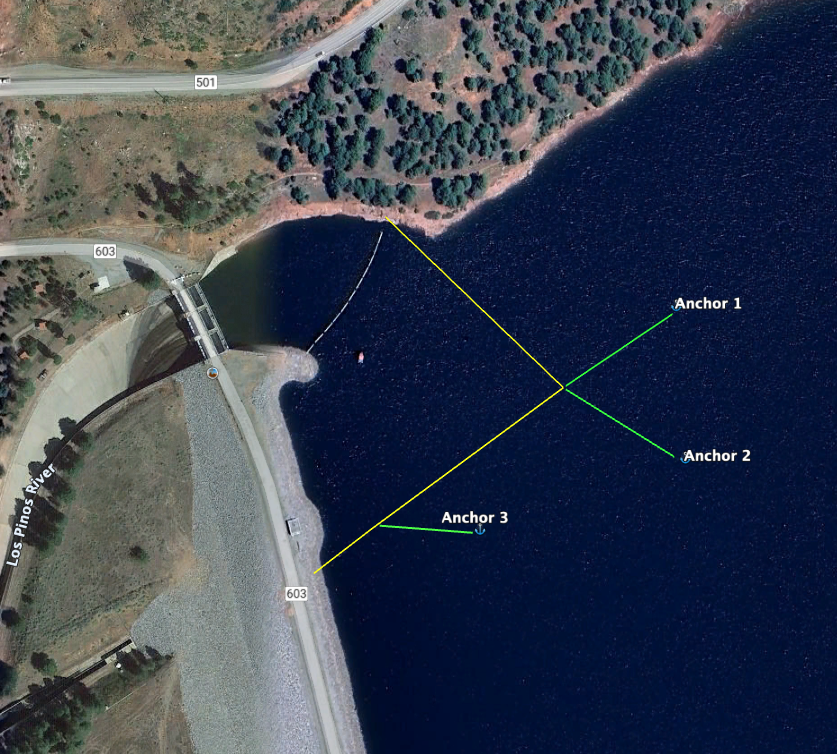 501
603
Anchor 1
Anchor 2
Los Pinos River
Anchor 3
603